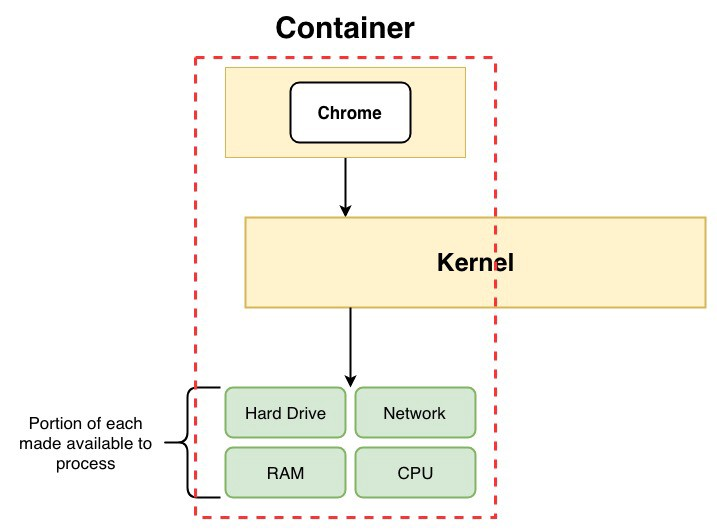 Container
Chrome
Kernel
Hard Drive
Network
Portion of each
made available to
process
RAM
CPU